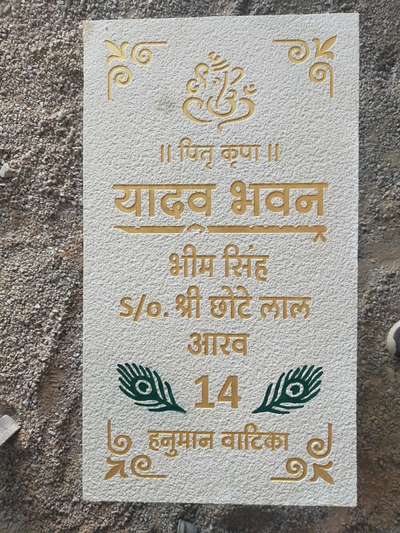 ॥ पितृ कृपा ॥
यादव भवन
भीम सिंह
S/o. श्री छोटे लाल
आरव
14
हनुमान वाटिका